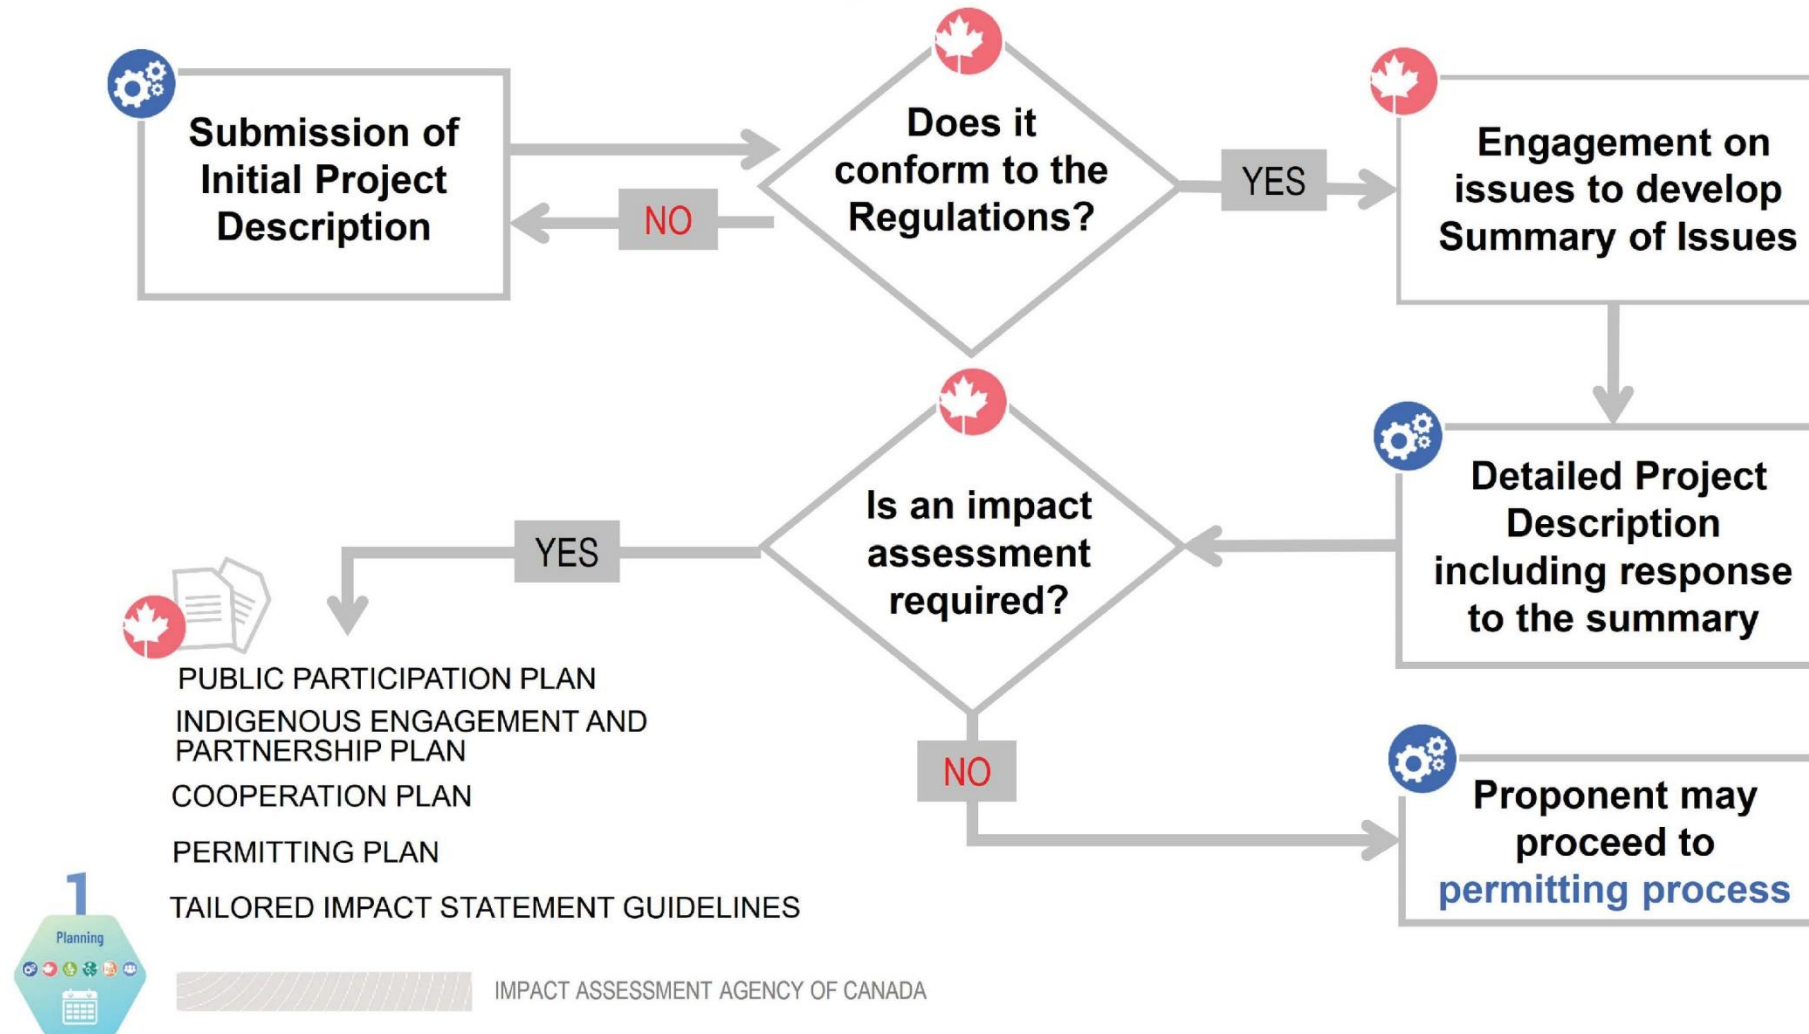 Submission of
Initial Project
Description
NO
Does it
conform to the
Regulations?
YES
Engagement on
issues to develop
Summary of Issues
Detailed Project
Description
including response
to the summary
Is an impact
assessment
required?
YES
NO
Proponent may
proceed to
permitting process
PUBLIC PARTICIPATION PLAN
INDIGENOUS ENGAGEMENT AND
PARTNERSHIP PLAN
COOPERATION PLAN
PERMITTING PLAN
TAILORED IMPACT STATEMENT GUIDELINES
1
Planning
IMPACT ASSESSMENT AGENCY OF CANADA